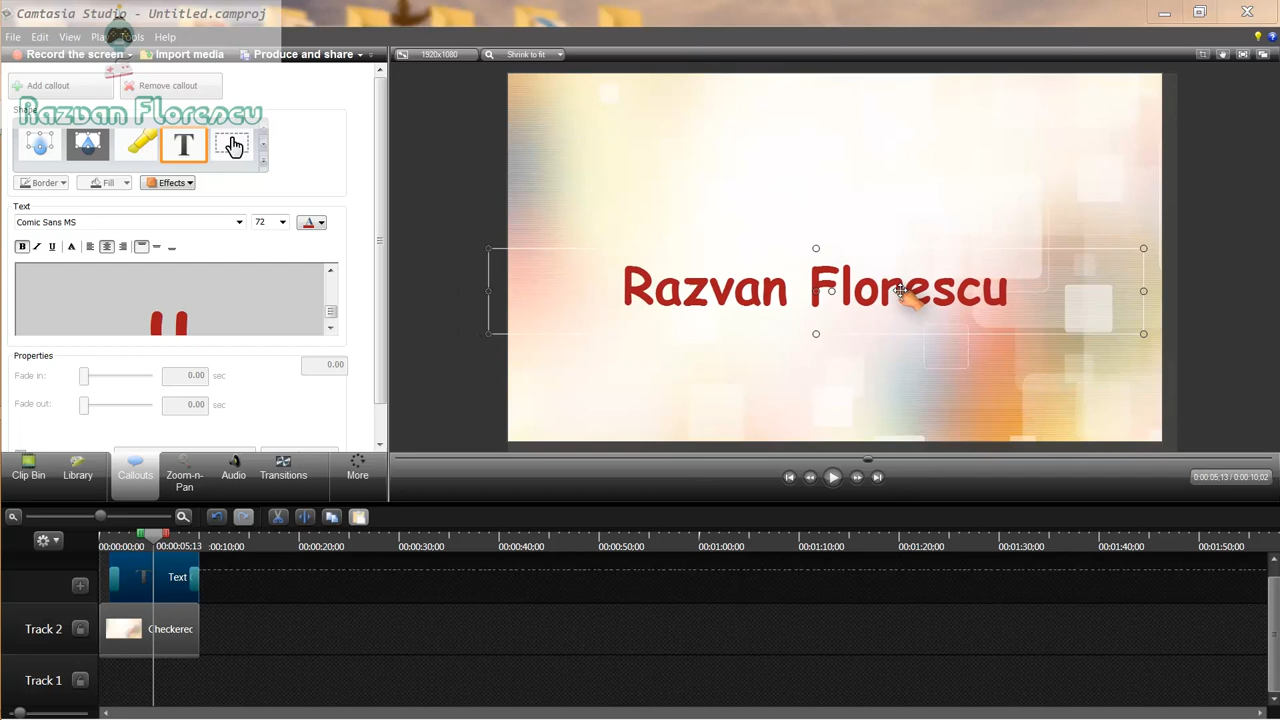 Camtasia Studio - Untitled.camproj
File Edit View Tools Help
Record the screen Import media Produce and share
1920x1080 Shrink to fit
Add callout Remove callout
Razvan Florescu
Border Fill Effects
Text
Comic Sans MS 72
T
B I U A
Razvan Florescu
Properties
0.00
Fade in: 0.00 sec
Fade out: 0.00 sec
Clip Bin Library Callouts Zoom-n-Pan Audio Transitions More
0:00:05;13 / 0:00:10,02
00:00:00;00 00:00:05;13 :00:10;00 00:00:20;00 00:00:30;00 00:00:40;00 00:00:50;00 00:01:00;00 00:01:10;00 00:01:20;00 00:01:30;00 00:01:40;00 00:01:50;00
Text
Track 2 Checkered
Track 1